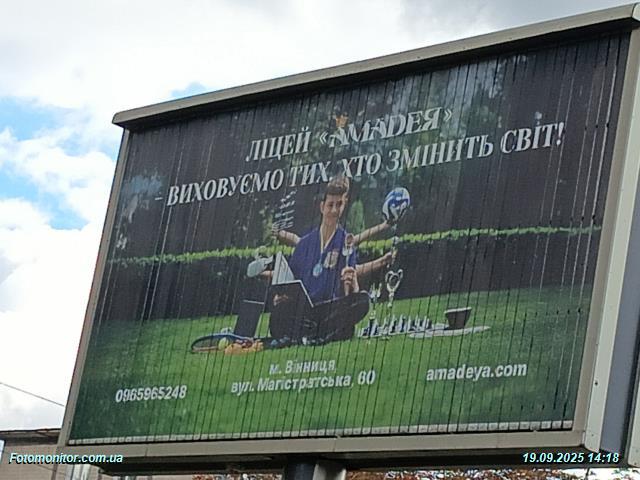 ЛІЦЕЙ «АМАДЕЯ»
- ВИХОВУЄМО ТИХ, ХТО ЗМІНИТЬ СВІТ!
0965965248
м. Вінниця,
вул. Магістратська, 60
amadeya.com
Fotomonitor.com.ua
19.09.2025 14:18